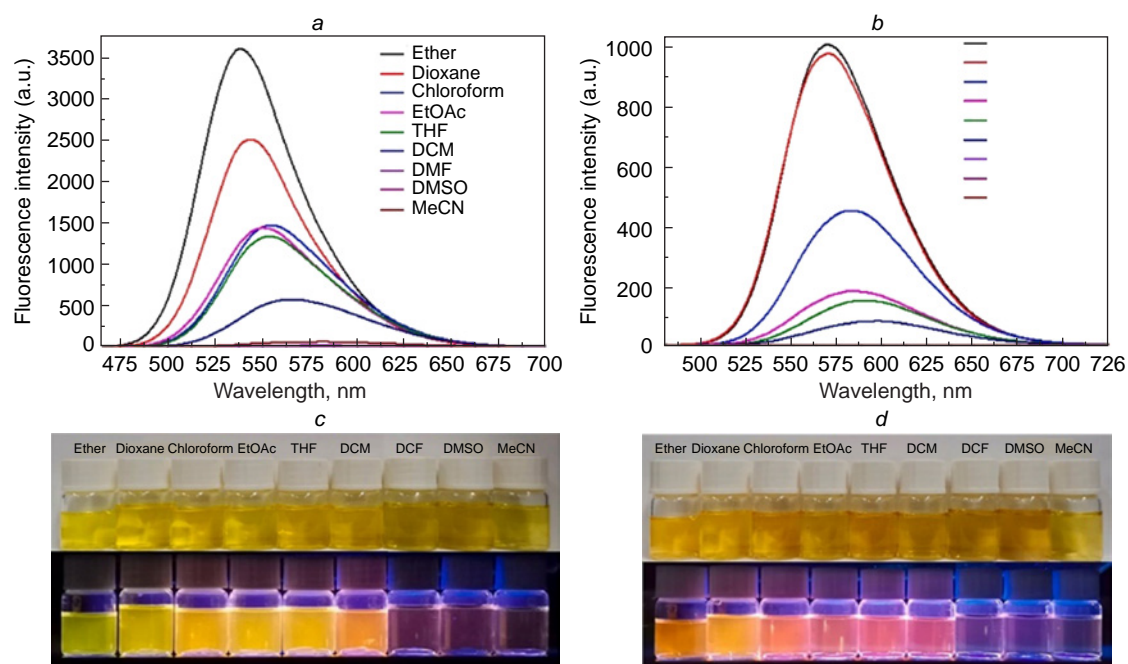 a
Fluorescence intensity (a.u.)
3500
3000
2500
2000
1500
1000
500
0
475 500 525 550 575 600 625 650 675 700
Wavelength, nm
Ether
Dioxane
Chloroform
EtOAc
THF
DCM
DMF
DMSO
MeCN
b
Fluorescence intensity (a.u.)
1000
800
600
400
200
0
500 525 550 575 600 625 650 675 700 726
Wavelength, nm
c
Ether Dioxane Chloroform EtOAc THF DCM DCF DMSO MeCN
d
Ether Dioxane Chloroform EtOAc THF DCM DCF DMSO MeCN